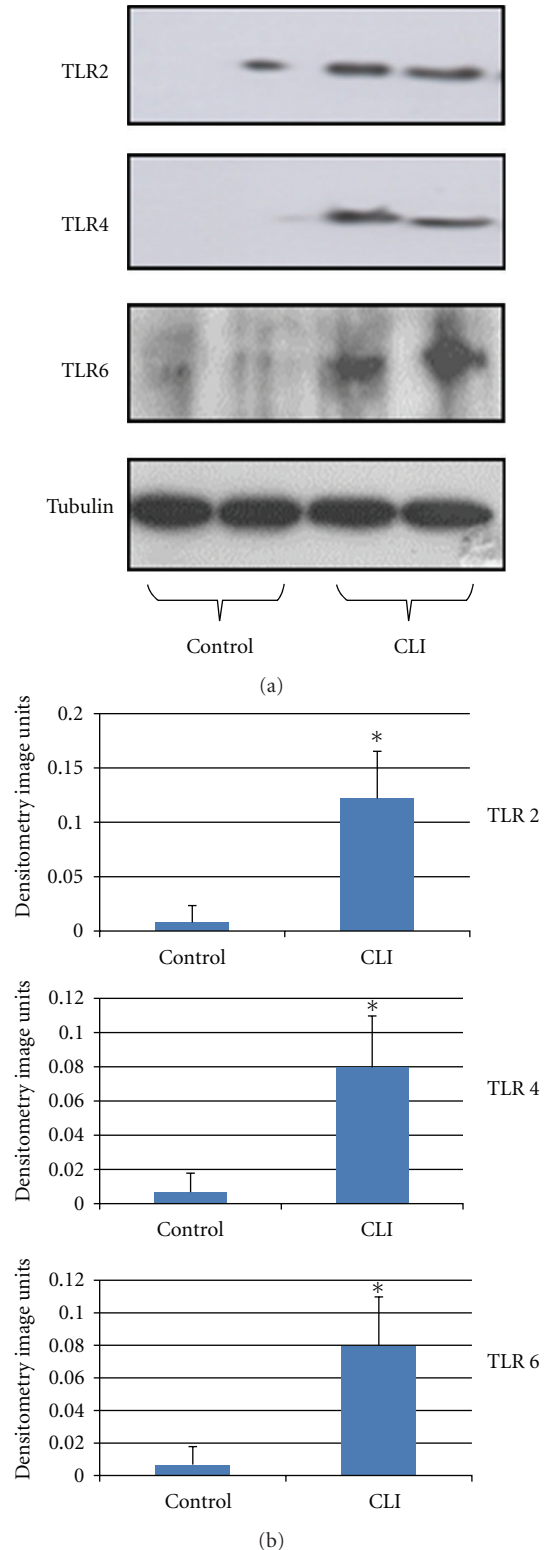 TLR2
TLR4
TLR6
Tubulin
Control CLI
(a)
Densitometry image units
0.2
0.15
0.1
0.05
0
*
Control CLI
TLR 2
Densitometry image units
0.12
0.1
0.08
0.06
0.04
0.02
0
*
Control CLI
TLR 4
Densitometry image units
0.12
0.1
0.08
0.06
0.04
0.02
0
*
Control CLI
TLR 6
(b)